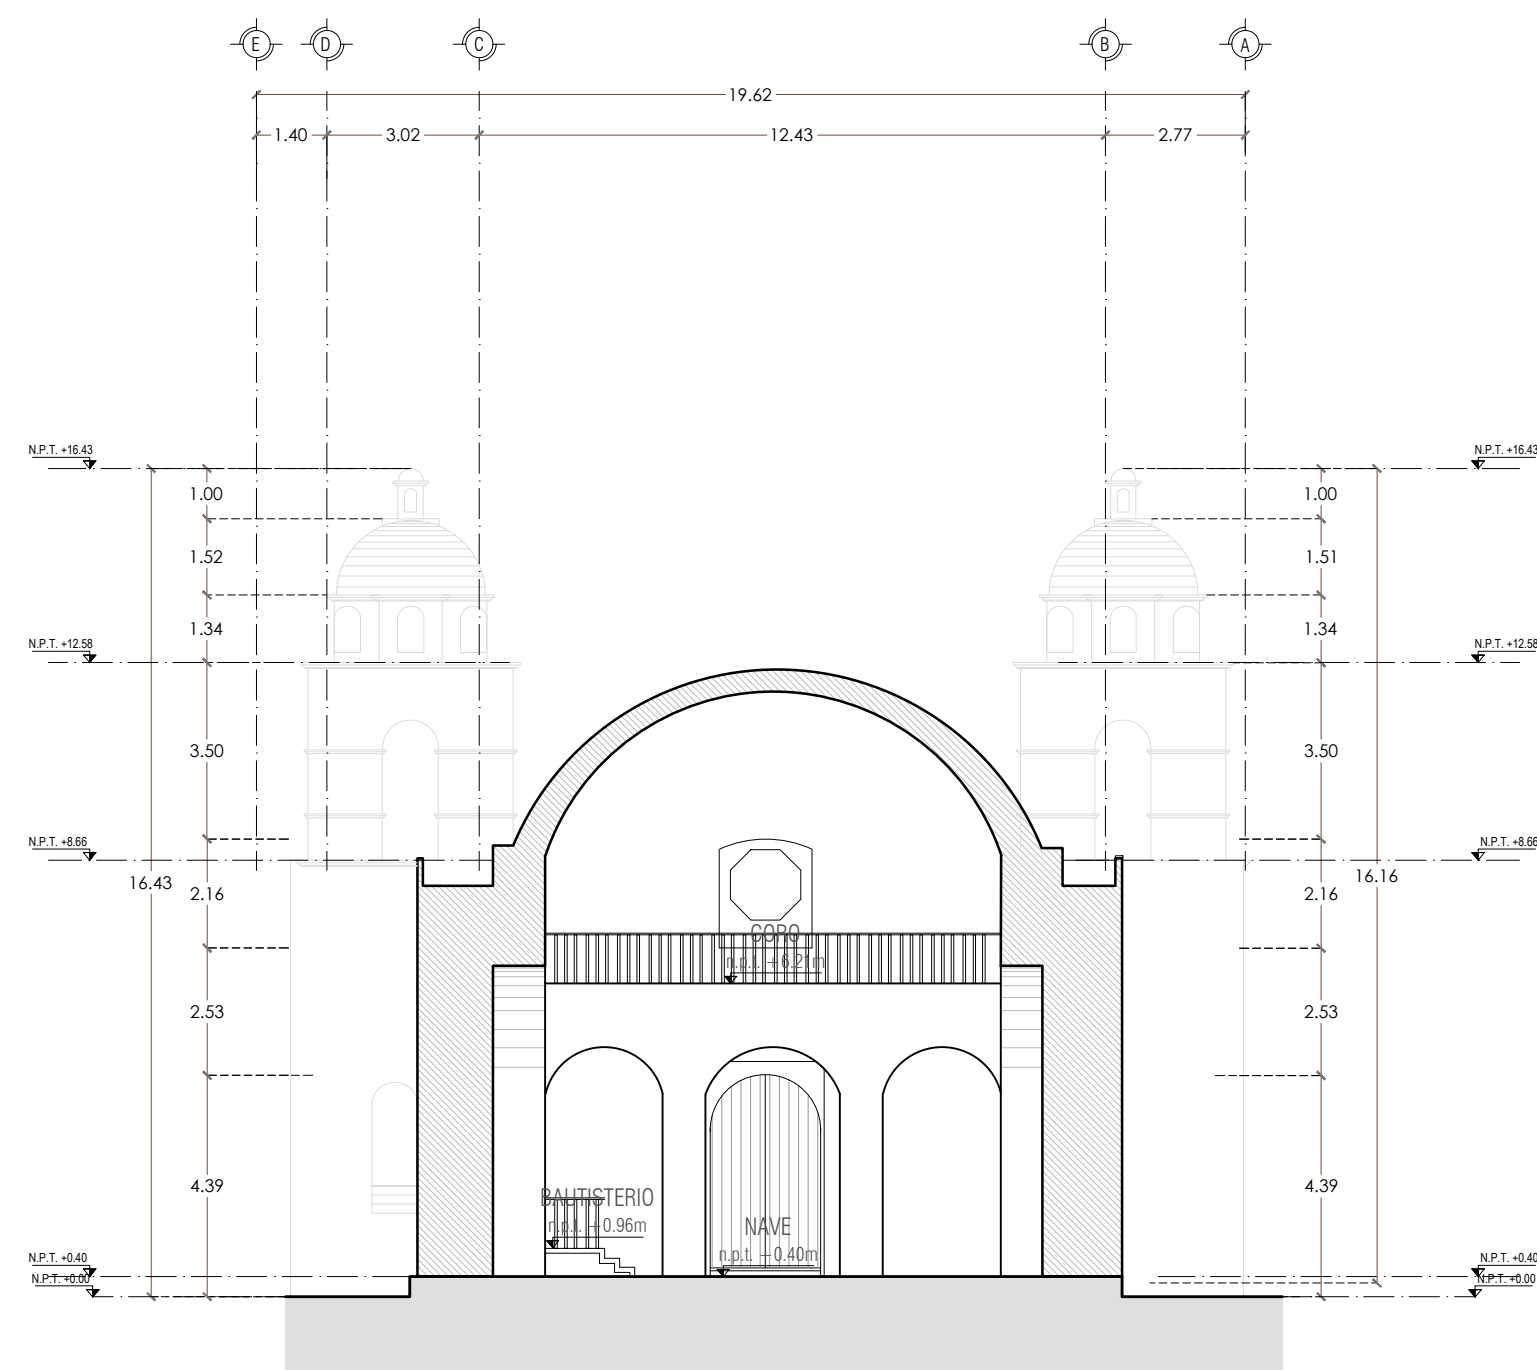 E D C B A
19.62
1.40 3.02 12.43 2.77
N.P.T. +16.43 N.P.T. +16.43
1.00 1.00
1.52 1.51
1.34 1.34
N.P.T. +12.58 N.P.T. +12.58
3.50 3.50
N.P.T. +8.66 N.P.T. +8.66
16.43 2.16 2.16 16.16
CORO
n.p.t. +6.21m
2.53 2.53
4.39 4.39
BAUTISTERIO
n.p.t. +0.96m
NAVE
n.p.t. +0.40m
N.P.T. +0.40 N.P.T. +0.40
N.P.T. +0.00 N.P.T. +0.00